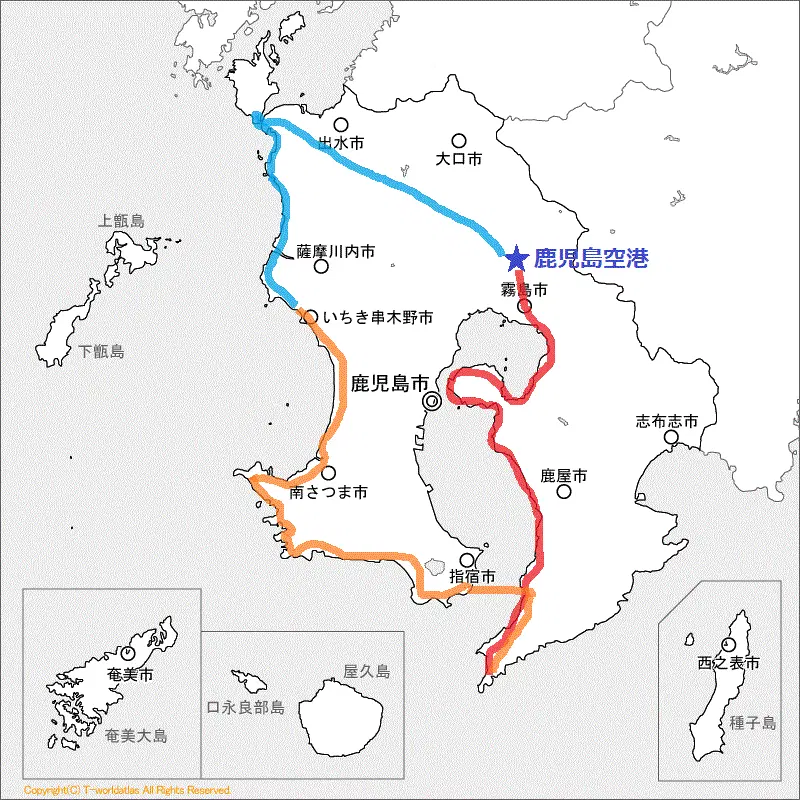 出水市
大口市
上甑島
薩摩川内市
鹿児島空港
霧島市
いちき串木野市
下甑島
鹿児島市
志布志市
鹿屋市
南さつま市
指宿市
西之表市
奄美市
屋久島
口永良部島
種子島
奄美大島
Copyright(C) T-worldatlas All Rights Reserved.